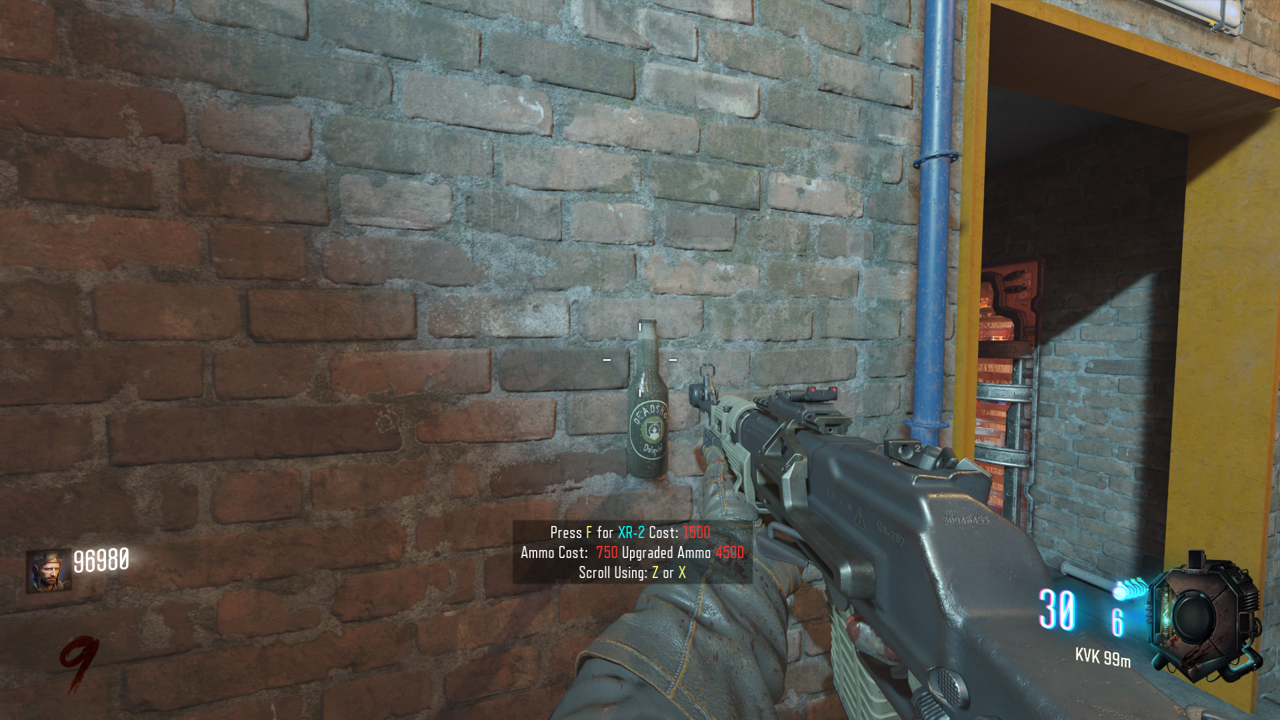 DEADSHOT
Press F for XR-2 Cost: 1500
Ammo Cost: 750 Upgraded Ammo 4500
Scroll Using: Z or X
96980
9
30
6
KVK 99m